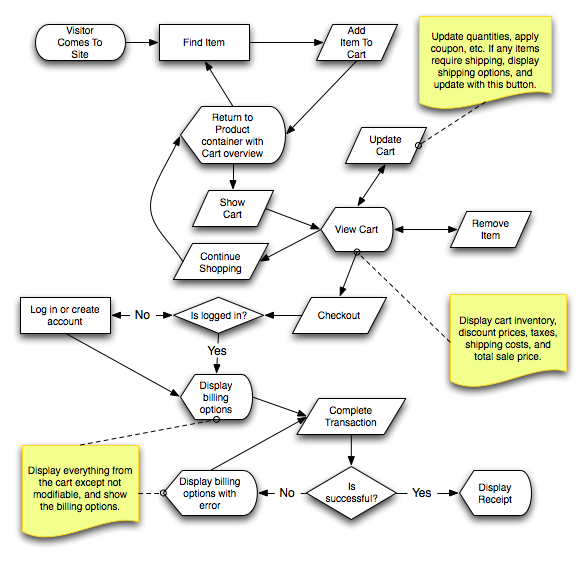 Visitor
Comes To
Site
Find Item
Add
Item To
Cart
Update quantities, apply
coupon, etc. If any items
require shipping, display
shipping options, and
update with this button.
Return to
Product
container with
Cart overview
Update
Cart
Show
Cart
View Cart
Remove
Item
Continue
Shopping
Log in or create
account
No
Is logged in?
Checkout
Display cart inventory,
discount prices, taxes,
shipping costs, and
total sale price.
Yes
Display
billing
options
Complete
Transaction
Display everything from
the cart except not
modifiable, and show
the billing options.
Display billing
options with
error
No
Is
successful?
Yes
Display
Receipt